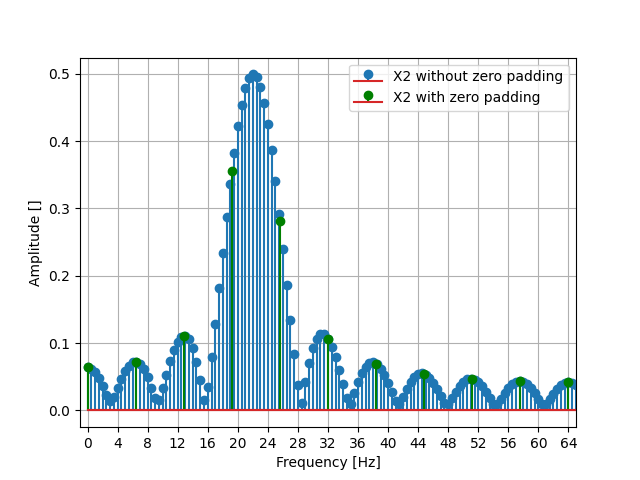 X2 without zero padding
X2 with zero padding
0.5
0.4
0.3
0.2
0.1
0.0
Amplitude []
0 4 8 12 16 20 24 28 32 36 40 44 48 52 56 60 64
Frequency [Hz]